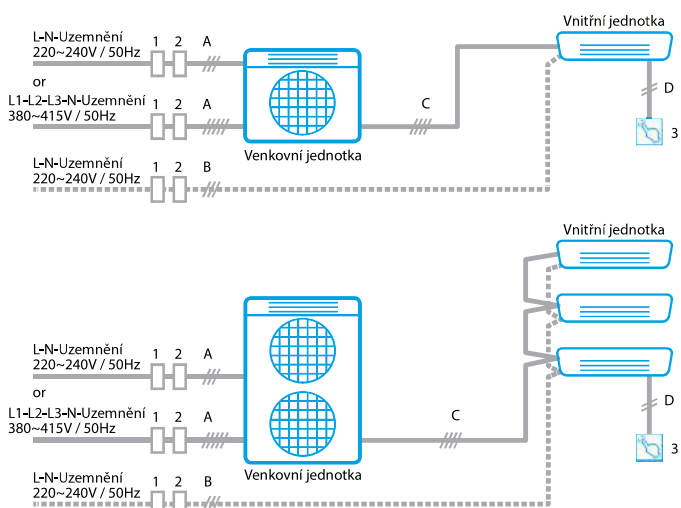 Vnitřní jednotka
L-N-Uzemnění 1 2 A
220~240V / 50Hz
or
L1-L2-L3-N-Uzemnění 1 2 A C D
380~415V / 50Hz
3
Venkovní jednotka
L-N-Uzemnění 1 2 B
220~240V / 50Hz
Vnitřní jednotka
L-N-Uzemnění 1 2 A
220~240V / 50Hz
or
D
L1-L2-L3-N-Uzemnění 1 2 A C
380~415V / 50Hz
3
Venkovní jednotka
L-N-Uzemnění 1 2 B
220~240V / 50Hz